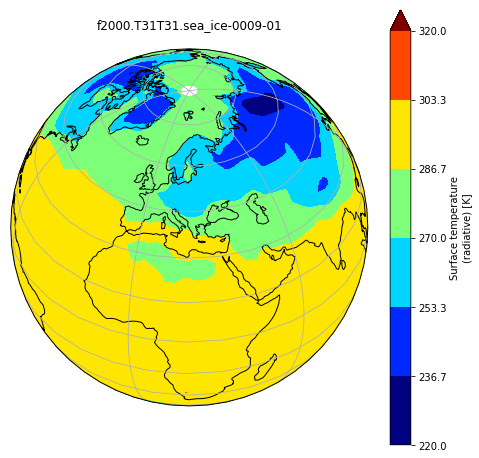 f2000.T31T31.sea_ice-0009-01
320.0
303.3
286.7
270.0
253.3
236.7
220.0
Surface temperature
(radiative) [K]